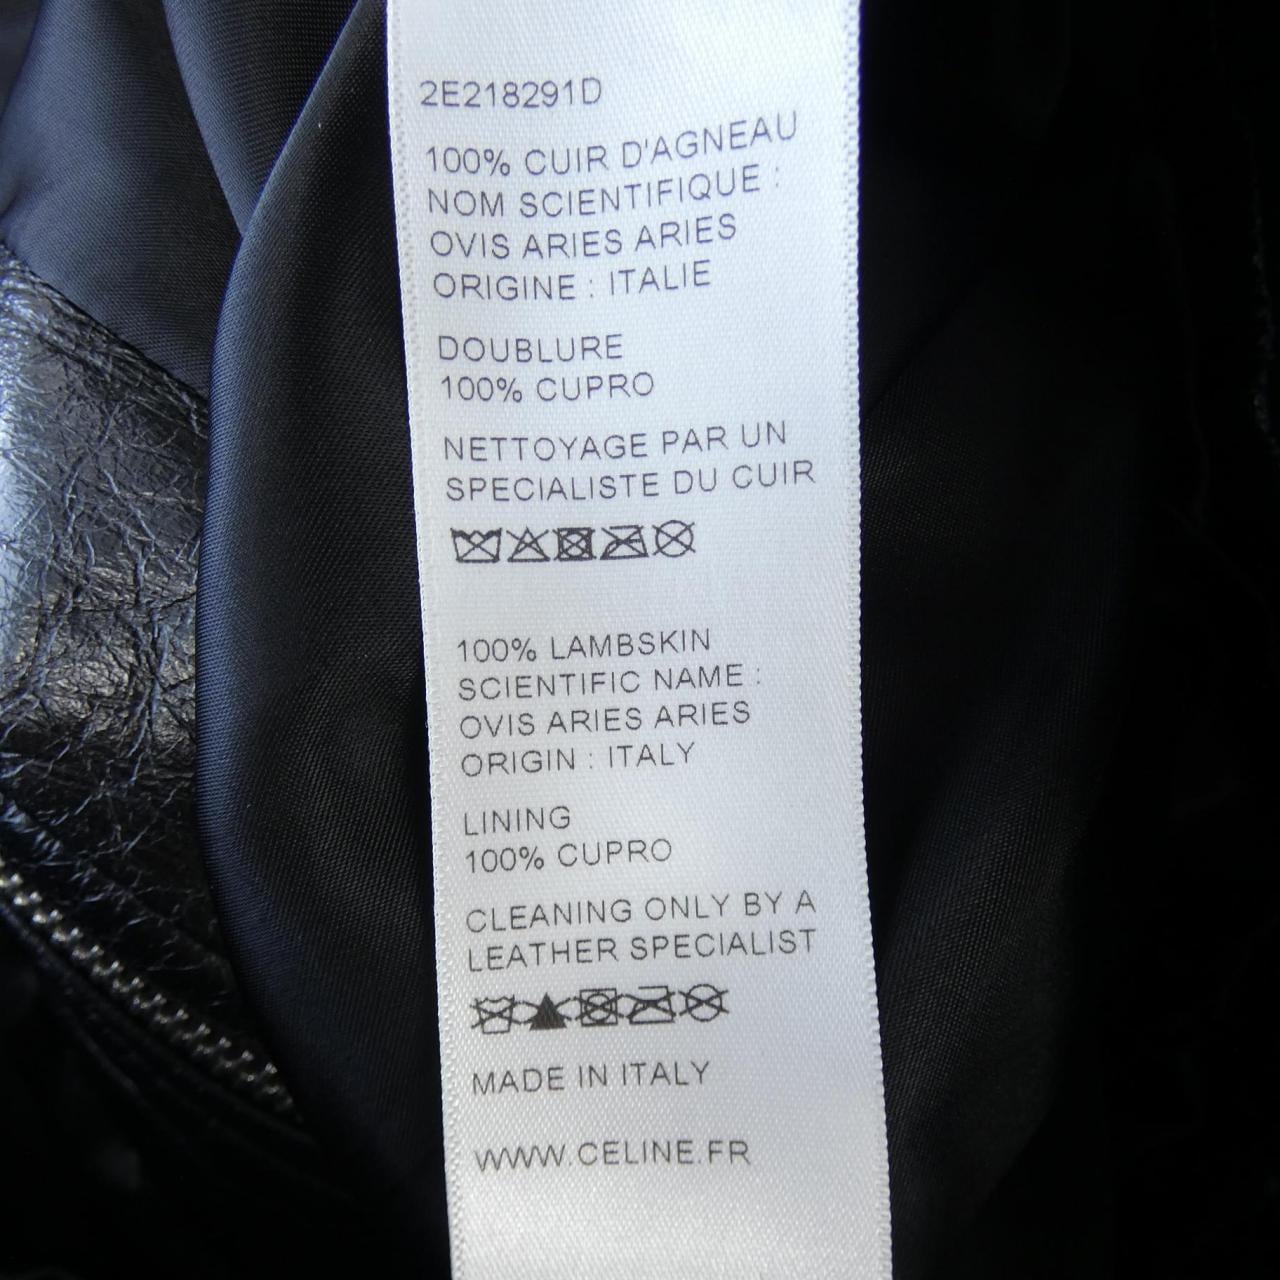 2E218291D
100% CUIR D'AGNEAU
NOM SCIENTIFIQUE :
OVIS ARIES ARIES
ORIGINE : ITALIE
DOUBLURE
100% CUPRO
NETTOYAGE PAR UN
SPECIALISTE DU CUIR
100% LAMBSKIN
SCIENTIFIC NAME :
OVIS ARIES ARIES
ORIGIN : ITALY
LINING
100% CUPRO
CLEANING ONLY BY A
LEATHER SPECIALIST
MADE IN ITALY
WWW.CELINE.FR